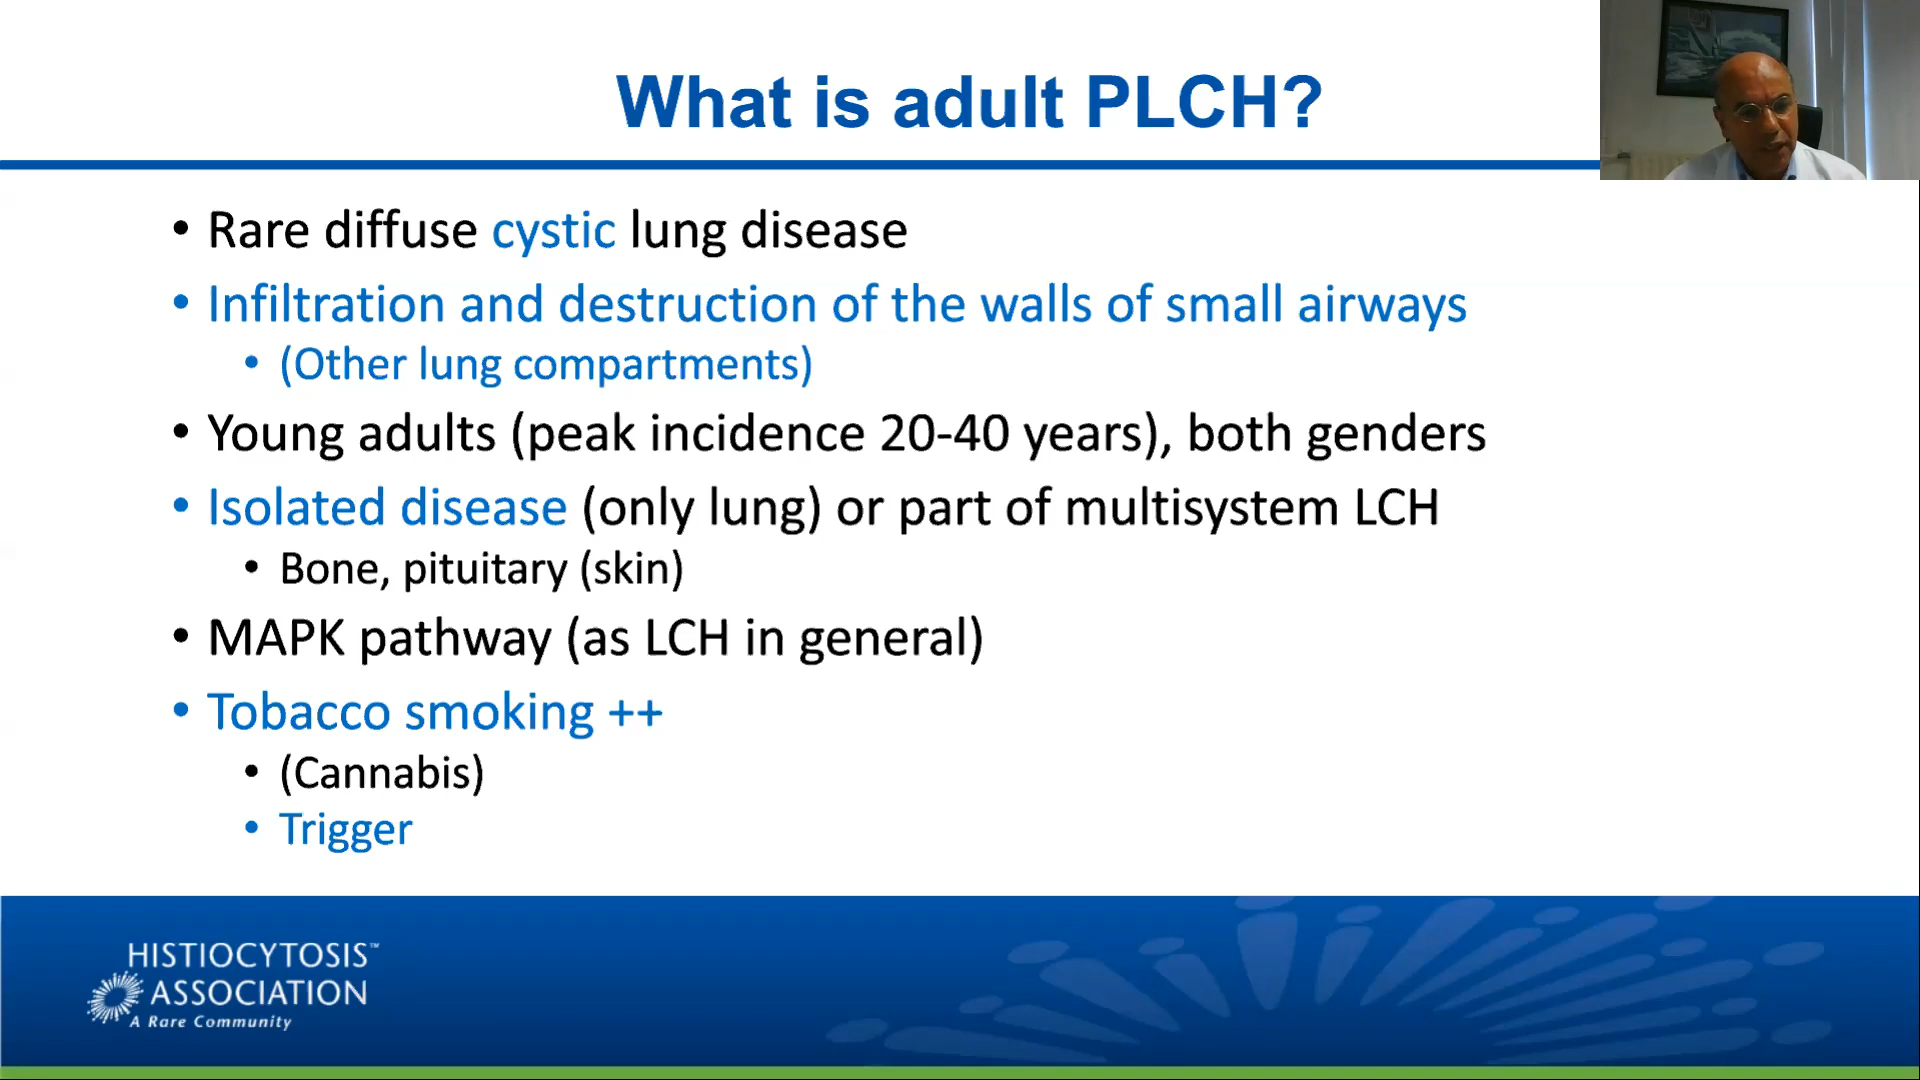 What is adult PLCH?
• Rare diffuse cystic lung disease
• Infiltration and destruction of the walls of small airways
• (Other lung compartments)
• Young adults (peak incidence 20-40 years), both genders
• Isolated disease (only lung) or part of multisystem LCH
• Bone, pituitary (skin)
• MAPK pathway (as LCH in general)
• Tobacco smoking ++
• (Cannabis)
• Trigger
HISTIOCYTOSIS™
ASSOCIATION
A Rare Community